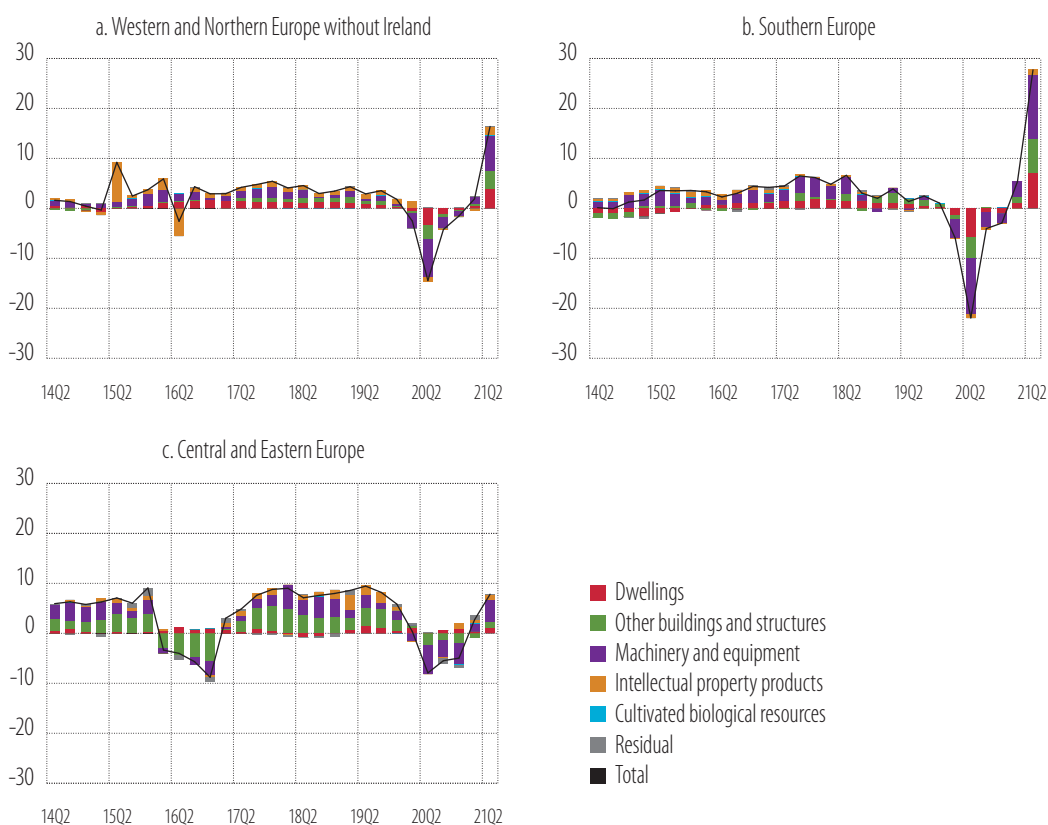 a. Western and Northern Europe without Ireland
30
20
10
0
-10
-20
-30
14Q2 15Q2 16Q2 17Q2 18Q2 19Q2 20Q2 21Q2
b. Southern Europe
30
20
10
0
-10
-20
-30
14Q2 15Q2 16Q2 17Q2 18Q2 19Q2 20Q2 21Q2
c. Central and Eastern Europe
30
20
10
0
-10
-20
-30
14Q2 15Q2 16Q2 17Q2 18Q2 19Q2 20Q2 21Q2
Dwellings
Other buildings and structures
Machinery and equipment
Intellectual property products
Cultivated biological resources
Residual
Total